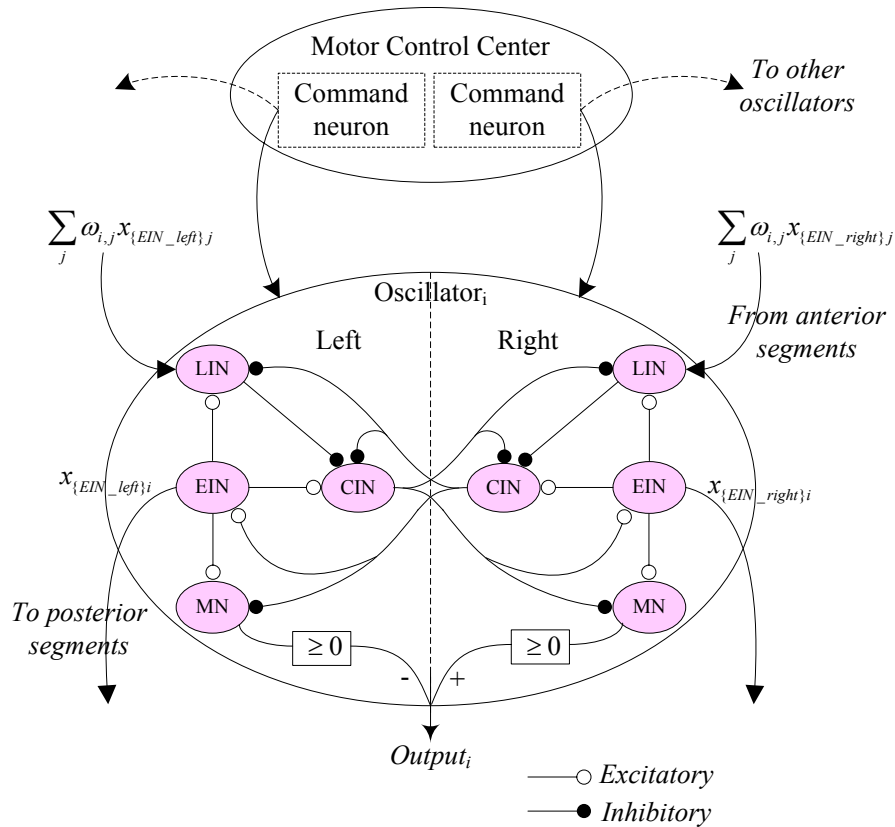 Motor Control Center
Command neuron
Command neuron
To other oscillators
∑_j ω_{i,j} x_{{EIN_left}j}
∑_j ω_{i,j} x_{{EIN_right}j}
Oscillator_i
From anterior segments
Left
Right
LIN
LIN
x_{{EIN_left}i}
EIN
CIN
CIN
EIN
x_{{EIN_right}i}
To posterior segments
MN
MN
≥ 0
≥ 0
-
+
Output_i
Excitatory
Inhibitory